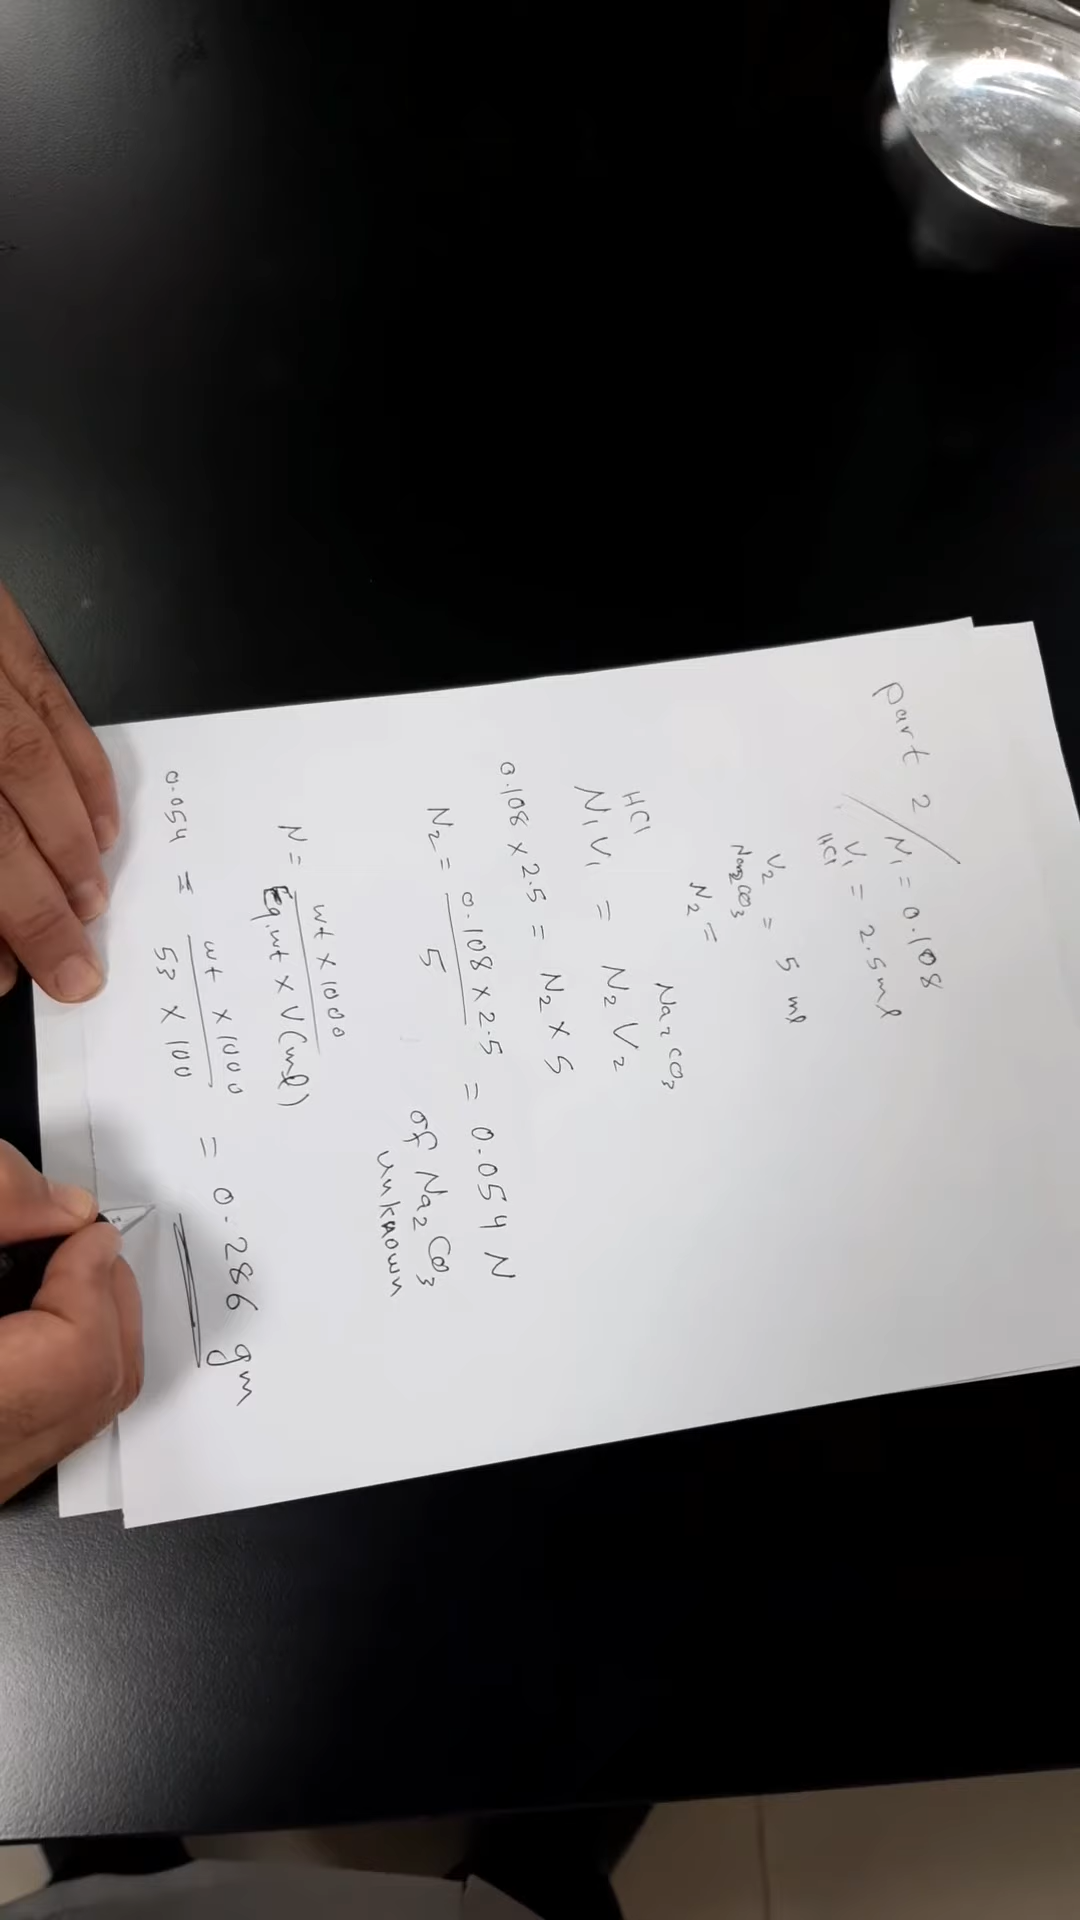 Part 2 / N1 = 0.108
V1 = 2.5 ml
HCl
V2 = 5 ml
Na2CO3
N2 =
HCl Na2CO3
N1V1 = N2V2
0.108 × 2.5 = N2 × 5
N2 = 0.108 × 2.5 / 5 = 0.054 N
of Na2CO3
unknown
N = wt × 1000 / Eq.wt × V(ml)
0.054 = wt × 1000 / 53 × 100 = 0.286 gm